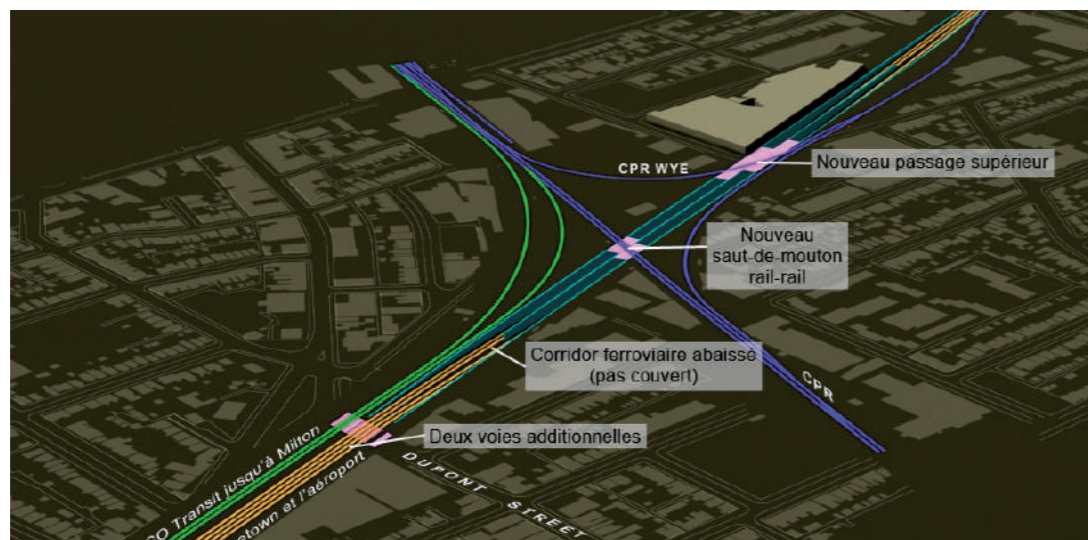 CPR WYE
Nouveau passage supérieur
Nouveau
saut-de-mouton
rail-rail
Corridor ferroviaire abaissé
(pas couvert)
CPR
Deux voies additionnelles
GO Transit jusqu'à Milton
et l'aéroport
DUPONT STREET